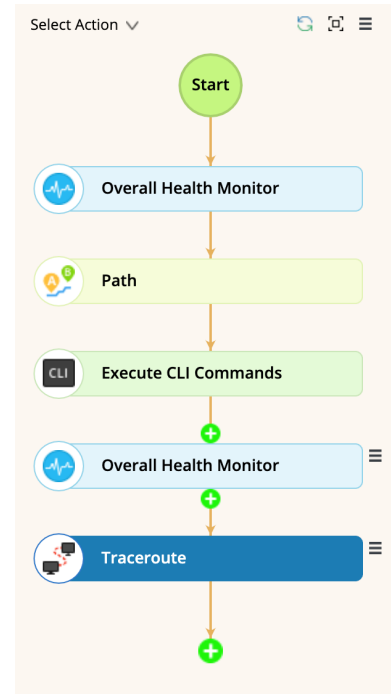 Select Action
Start
Overall Health Monitor
A B
Path
CLI
Execute CLI Commands
Overall Health Monitor
Traceroute